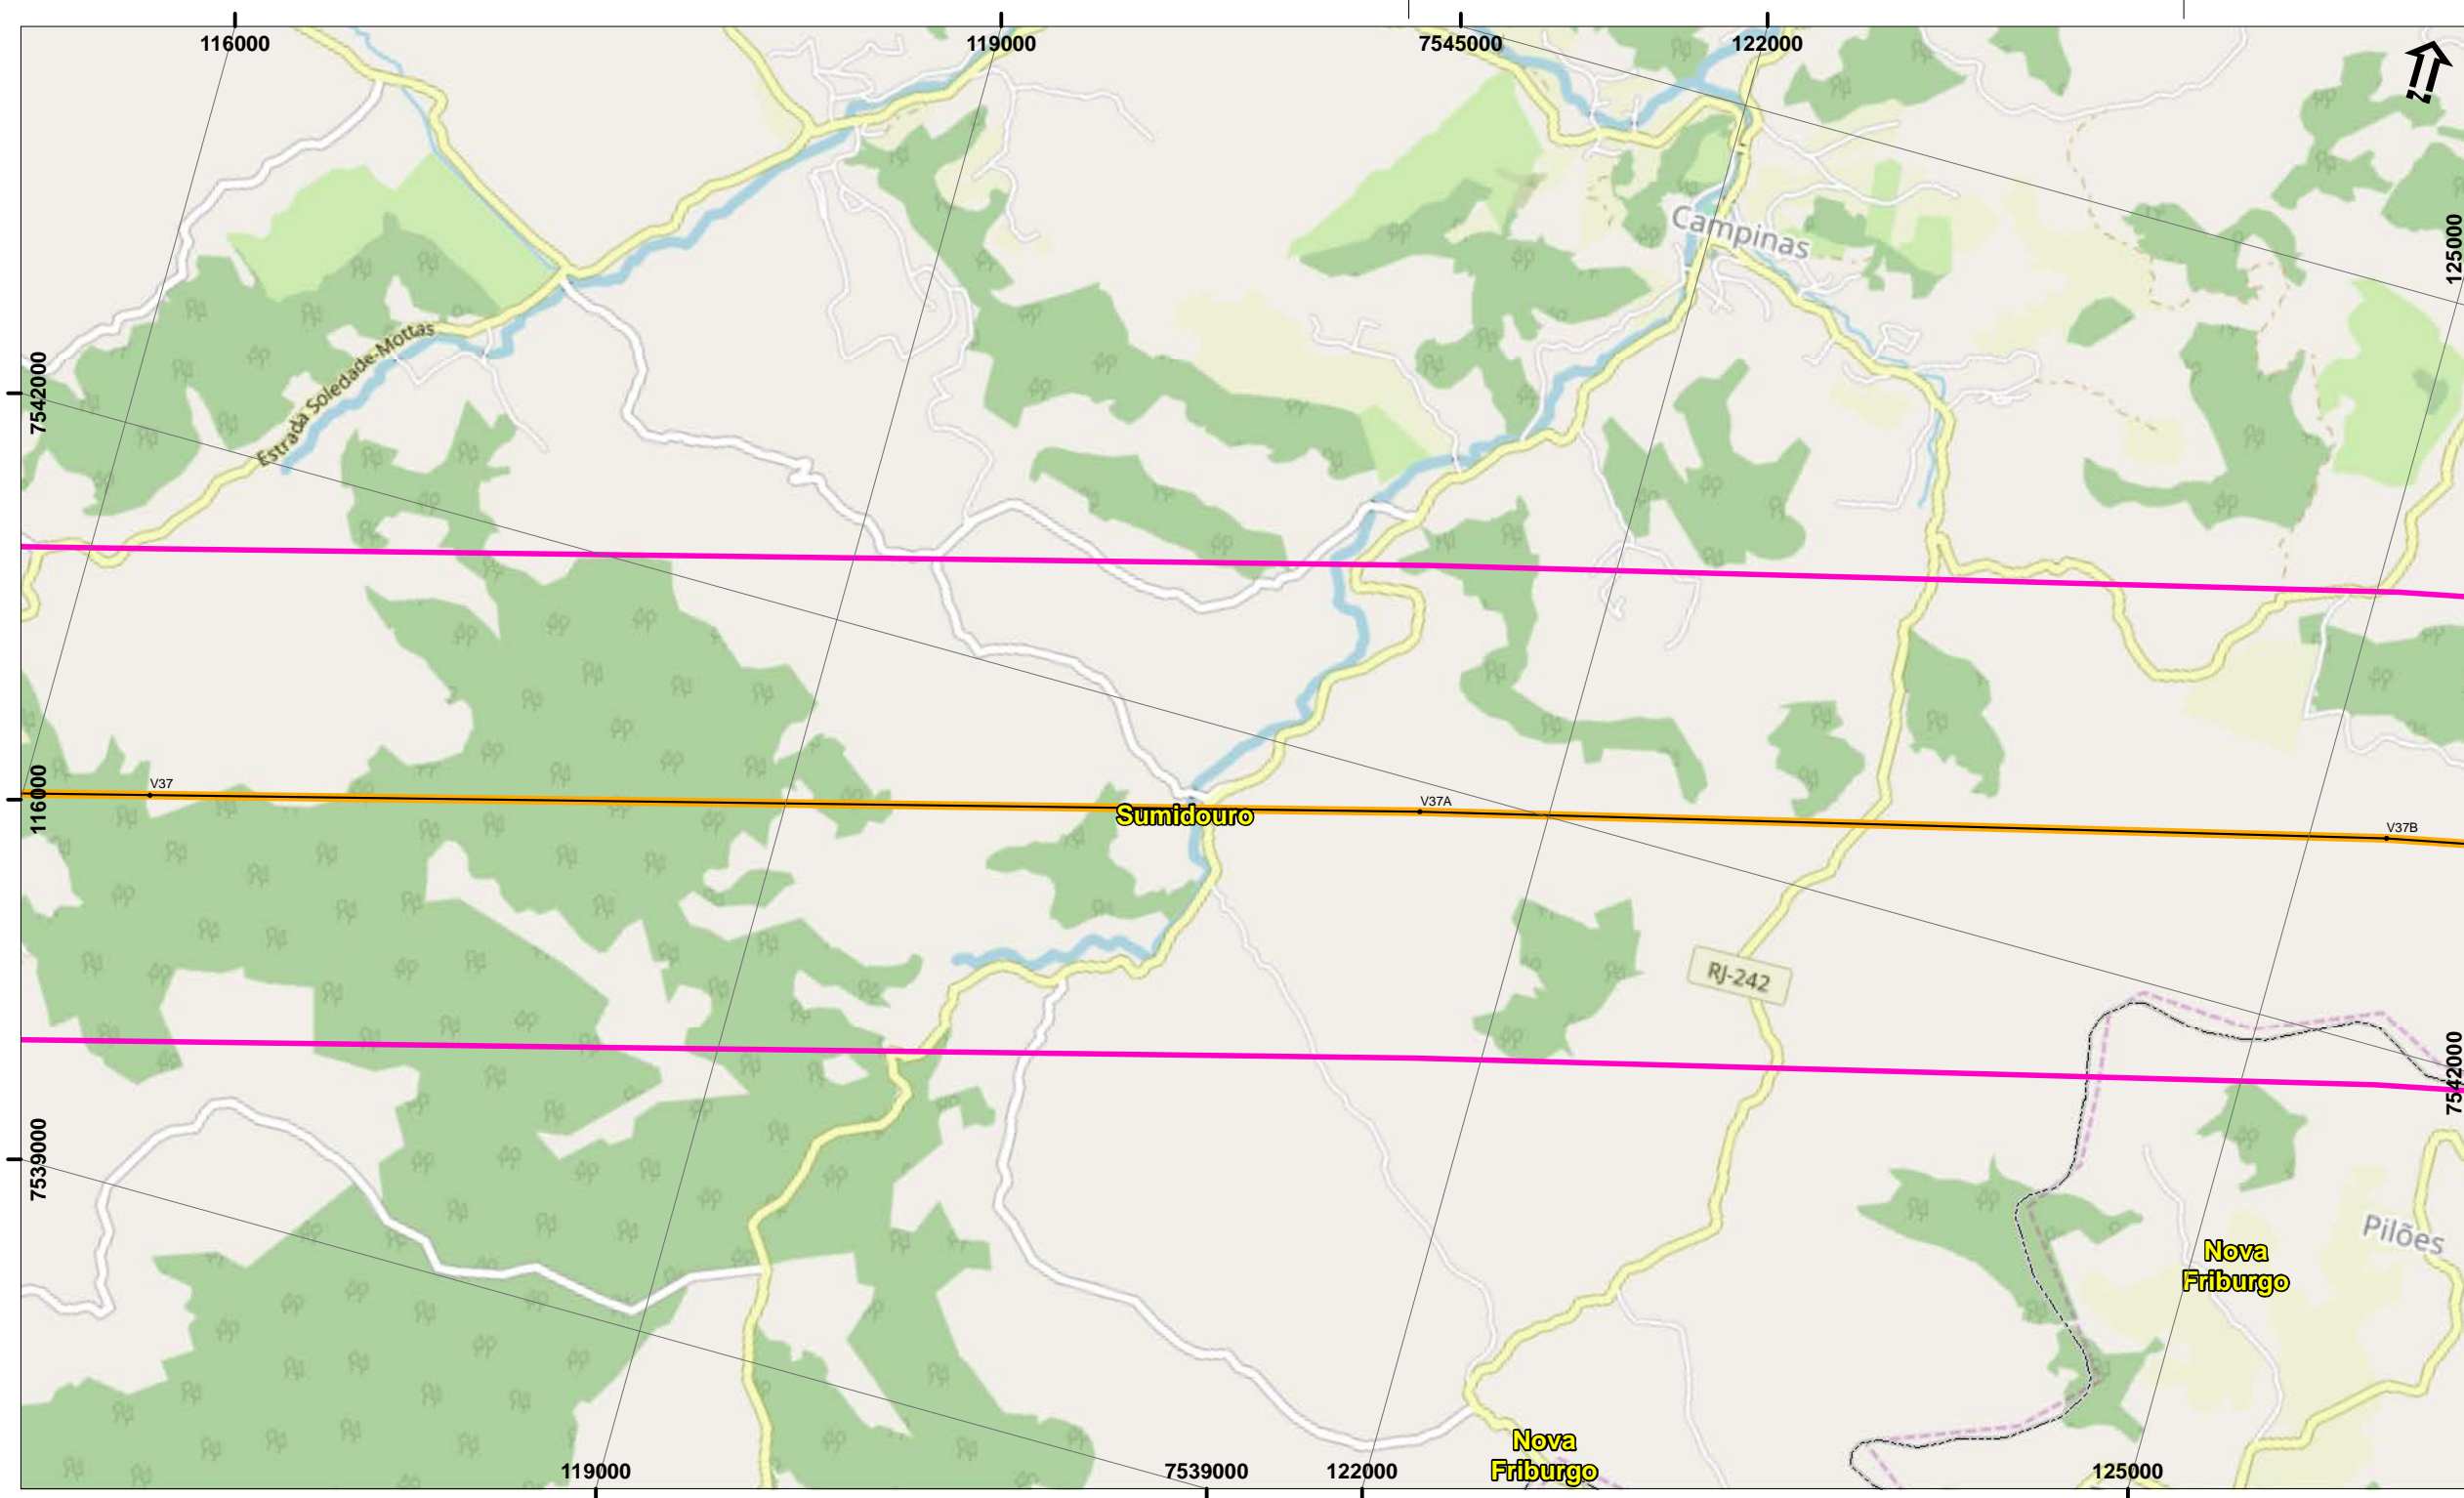 116000
119000
7545000
122000
N
Campinas
125000
Estrada Soledade-Mottas
7542000
116000
V37
Sumidouro
V37A
V37B
RJ-242
7542000
7539000
Pilões
Nova
Friburgo
Nova
Friburgo
119000
7539000
122000
125000